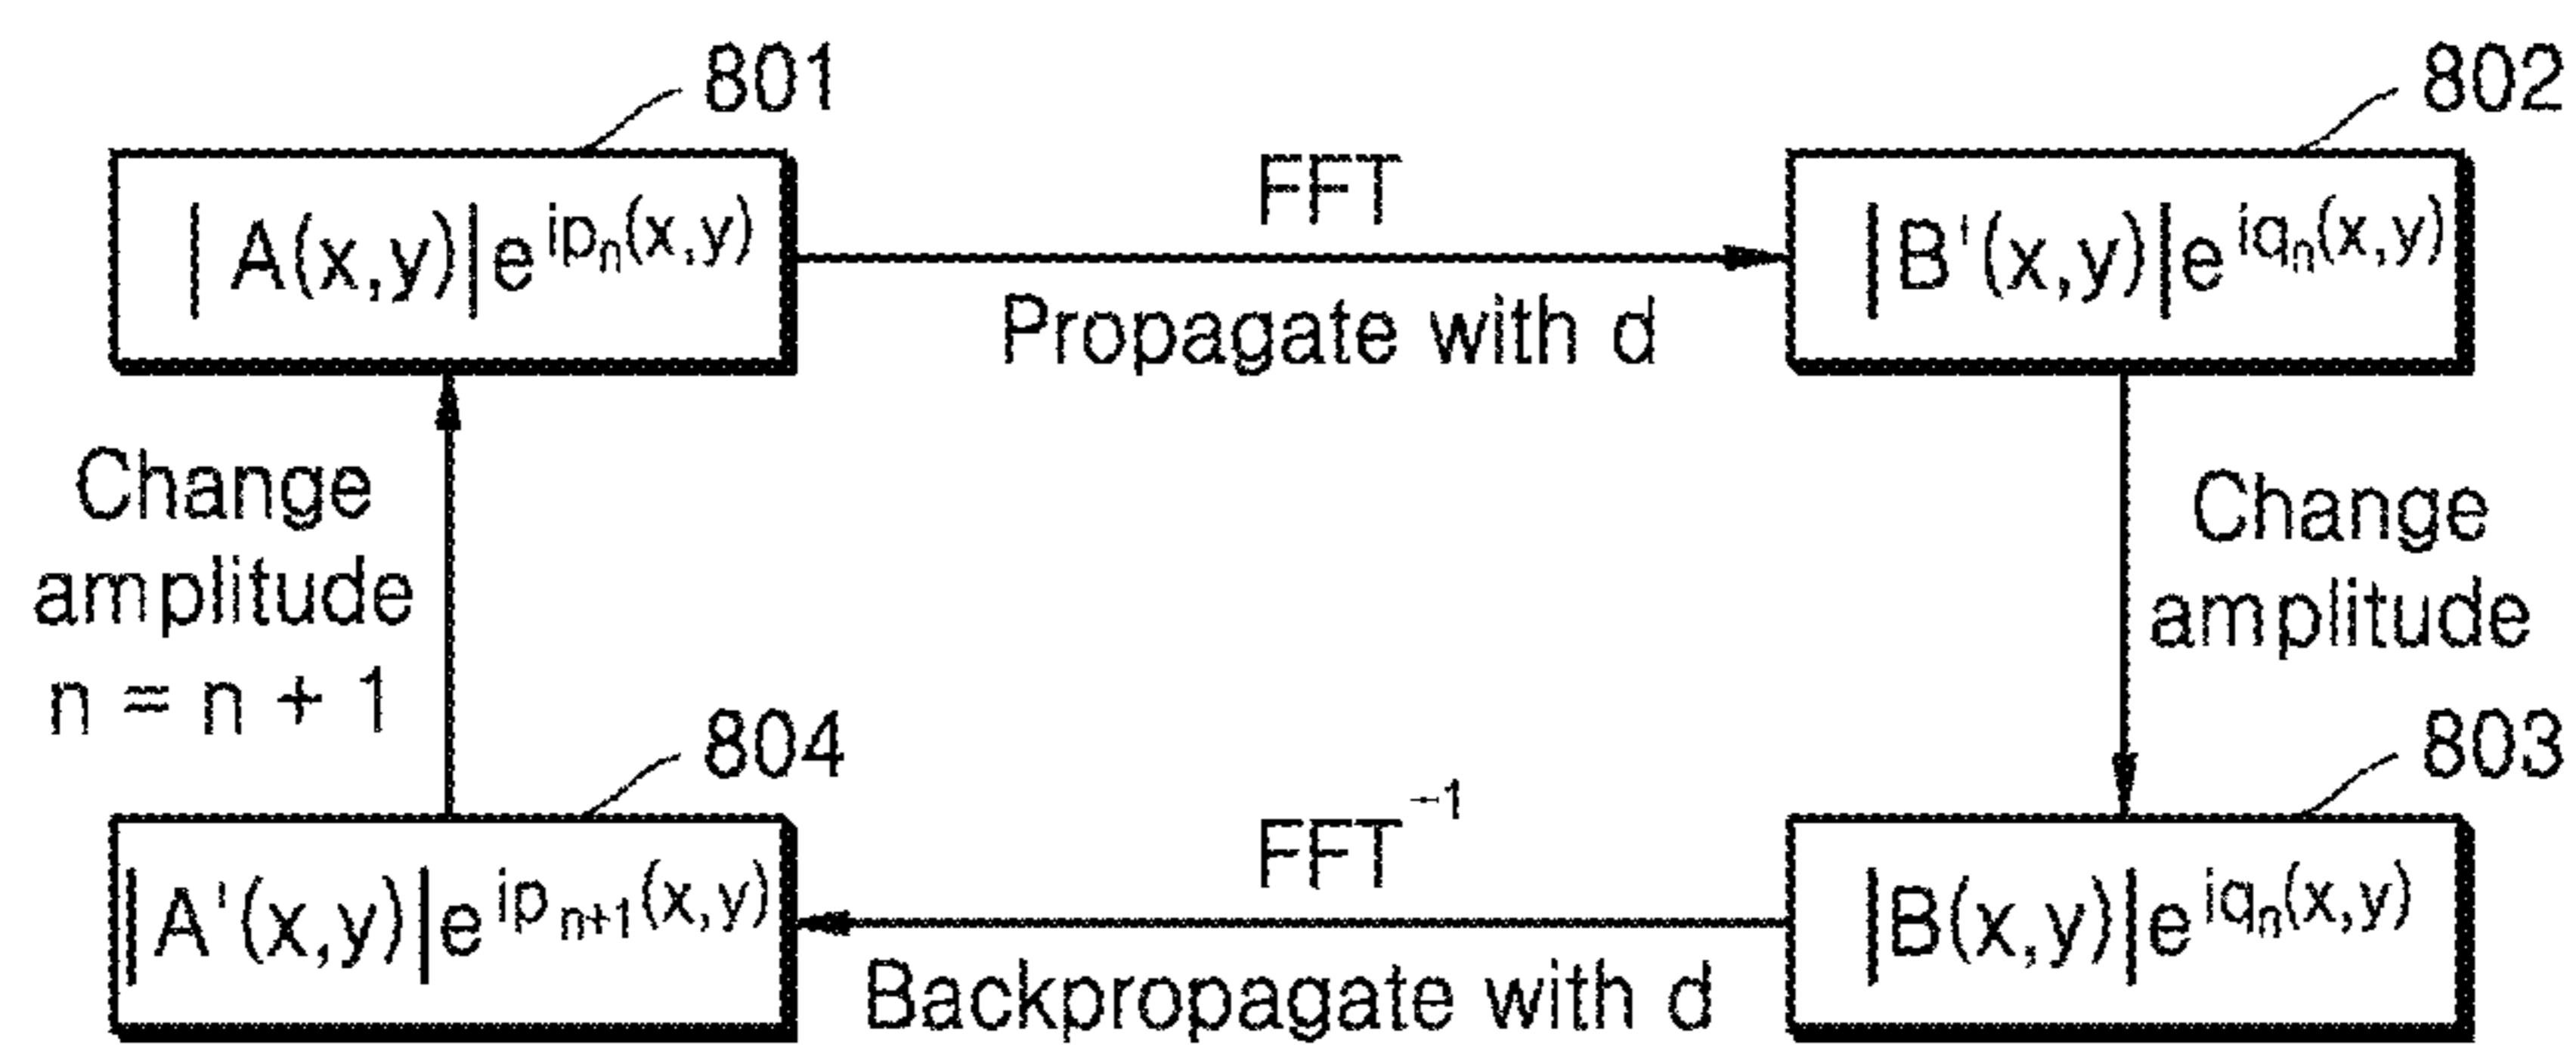 801
802
|A(x,y)|e^{ip_n(x,y)}
FFT
Propagate with d
|B'(x,y)|e^{iq_n(x,y)}
Change
amplitude
n = n + 1
Change
amplitude
804
803
|A'(x,y)|e^{ip_{n+1}(x,y)}
FFT^{-1}
Backpropagate with d
|B(x,y)|e^{iq_n(x,y)}